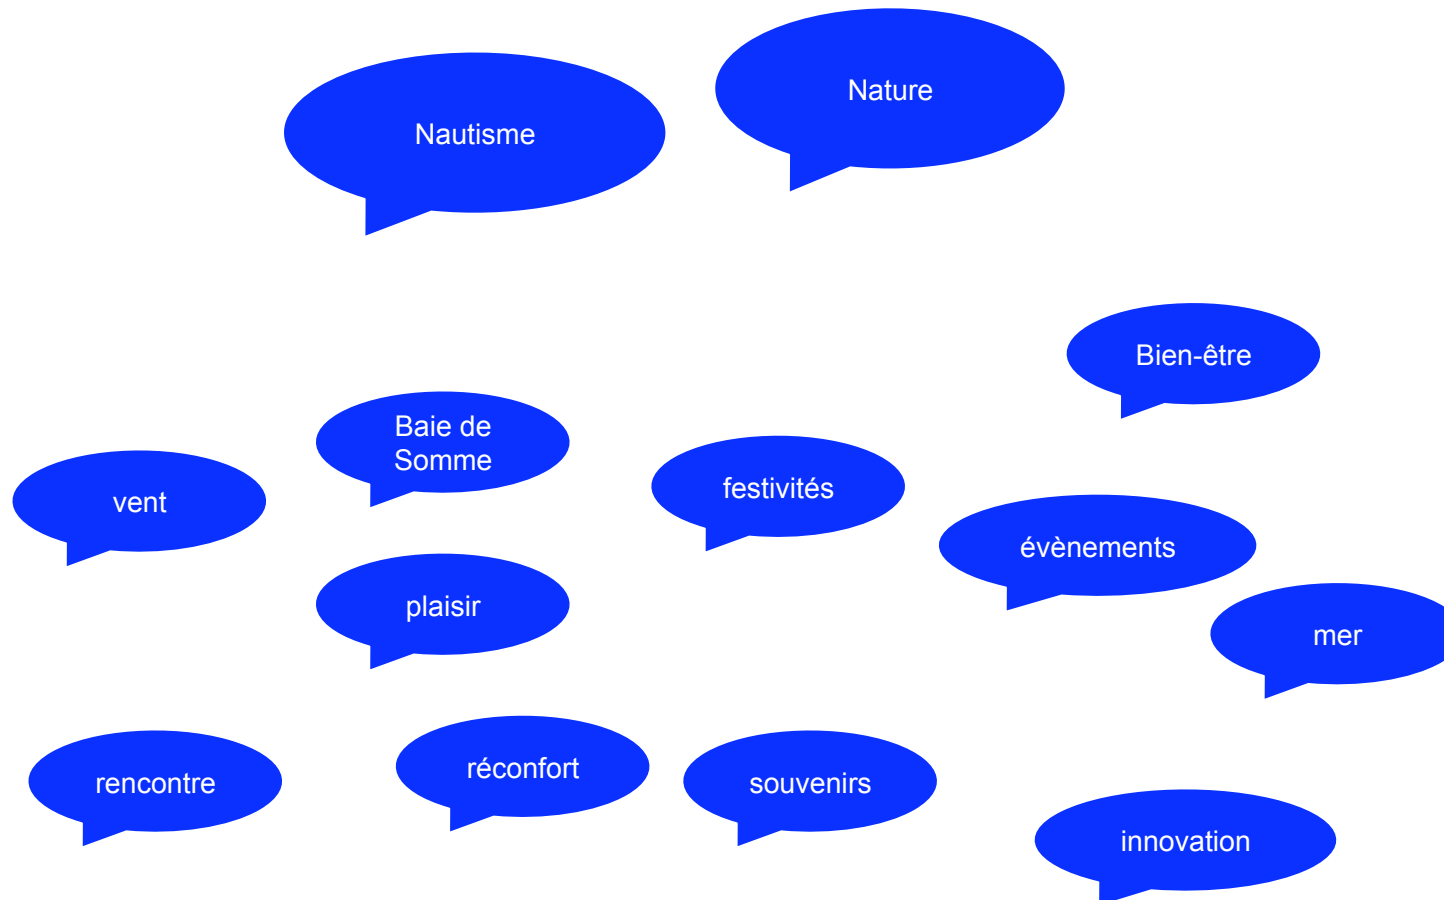 Nature
Nautisme
Bien-être
Baie de
Somme
festivités
vent
évènements
plaisir
mer
réconfort
rencontre
souvenirs
innovation